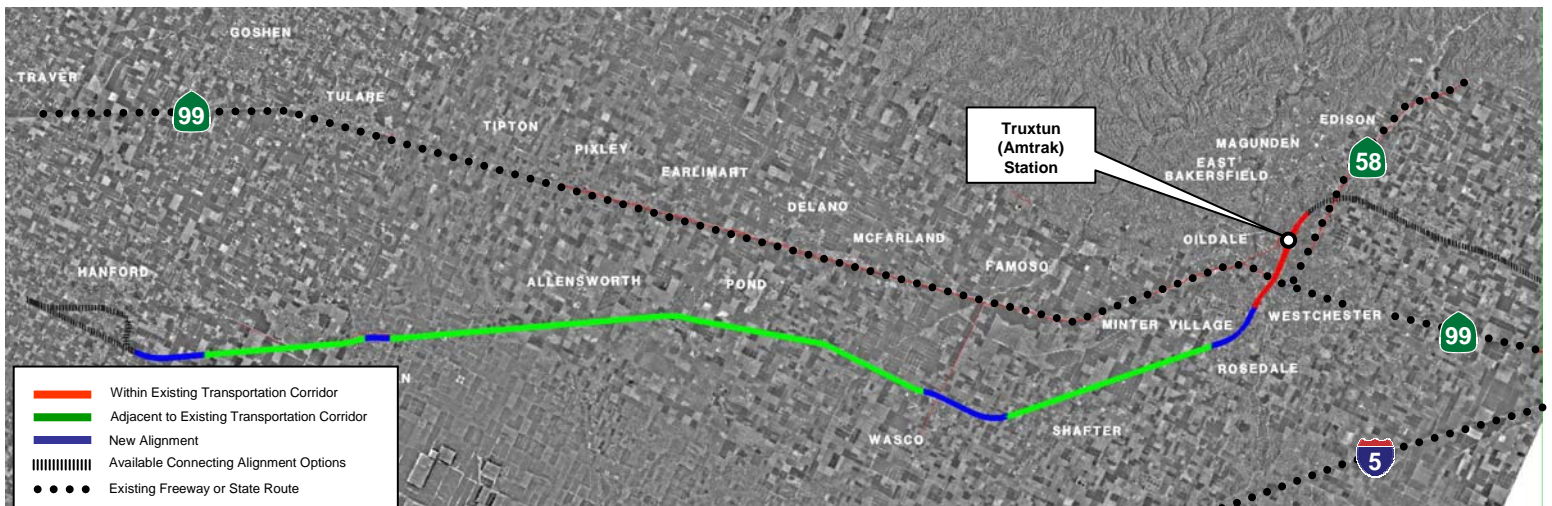 GOSHEN
TRAVER
99
TULARE
TIPTON
PIXLEY
EARLIMART
DELANO
MCFARLAND
FAMOSO
Truxtun
(Amtrak)
Station
EDISON
MAGUNDEN
58
EAST
BAKERSFIELD
OILDALE
HANFORD
ALLENSWORTH
POND
MINTER VILLAGE
WESTCHESTER
99
ROSEDALE
WASCO
SHAFTER
5
Within Existing Transportation Corridor
Adjacent to Existing Transportation Corridor
New Alignment
Available Connecting Alignment Options
Existing Freeway or State Route